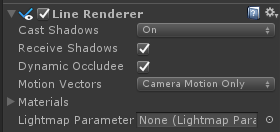 Line Renderer
Cast Shadows On
Receive Shadows
Dynamic Occludee
Motion Vectors Camera Motion Only
Materials
Lightmap Parameter None (Lightmap Para